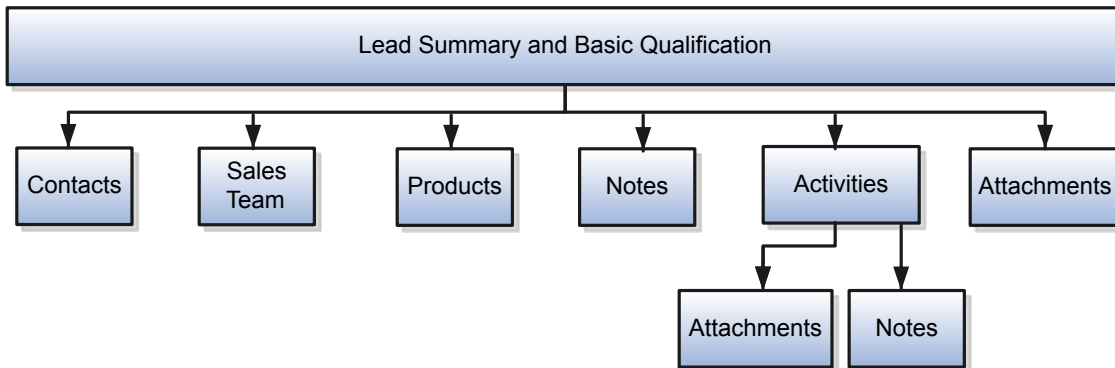 Lead Summary and Basic Qualification
Contacts
Sales
Team
Products
Notes
Activities
Attachments
Attachments
Notes